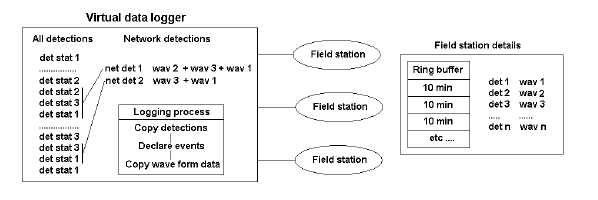 Virtual data logger
All detections
det stat 1
................
det stat 2
det stat 2
det stat 3
det stat 1
................
det stat 3
det stat 3
det stat 1
det stat 1
Network detections
net det 1 wav 2 + wav 3 + wav 1
net det 2 wav 3 + wav 1
Logging process
Copy detections
Declare events
Copy wave form data
Field station
Field station
Field station
Field station details
Ring buffer
10 min
10 min
10 min
etc ....
det 1 wav 1
det 2 wav 2
det 3 wav 3
..... ......
det n wav n